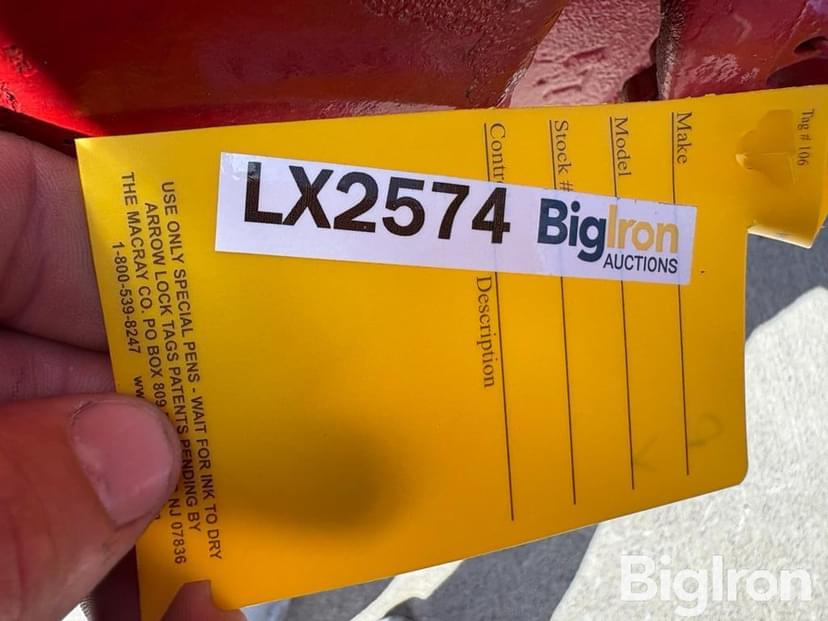 LX2574 BigIron
AUCTIONS
Tag # 106
Make
Model
Stock #
Contr
Description
USE ONLY SPECIAL PENS - WAIT FOR INK TO DRY
ARROW LOCK TAGS PATENTS PENDING BY
THE MACRAY CO. PO BOX 809 NJ 07836
1-800-539-8247 ww
BigIron